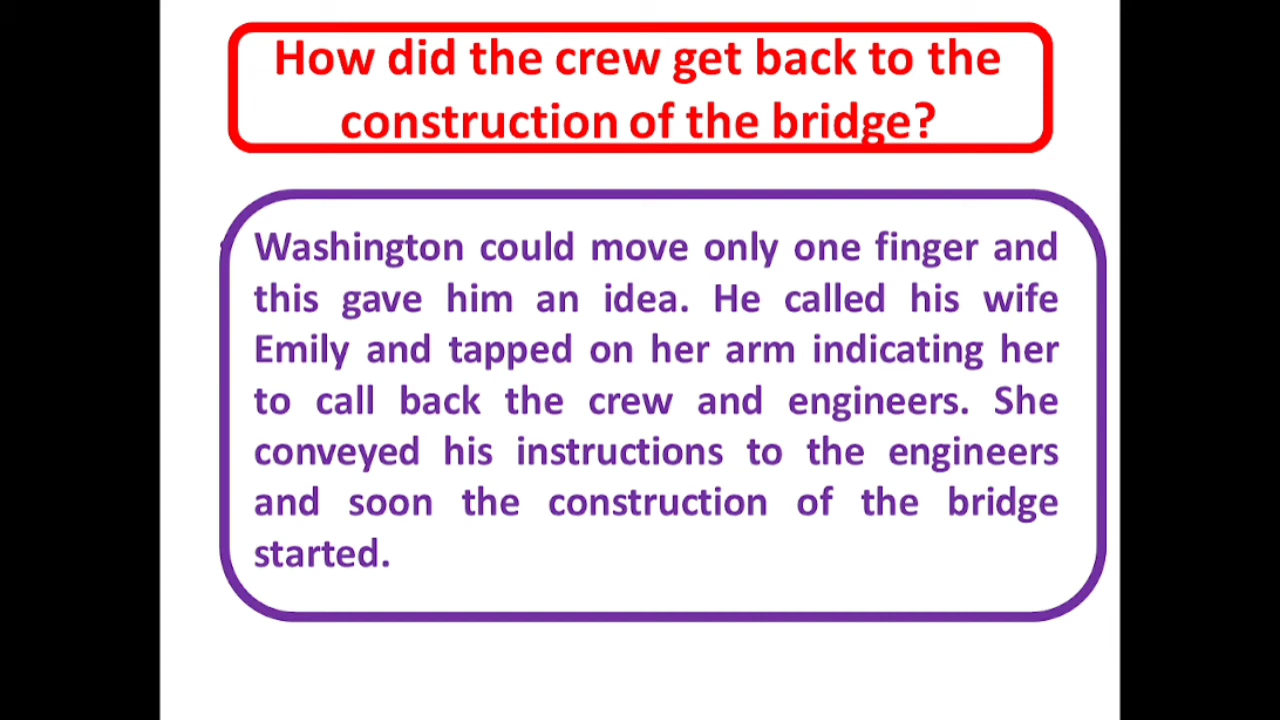 How did the crew get back to the
construction of the bridge?
Washington could move only one finger and
this gave him an idea. He called his wife
Emily and tapped on her arm indicating her
to call back the crew and engineers. She
conveyed his instructions to the engineers
and soon the construction of the bridge
started.